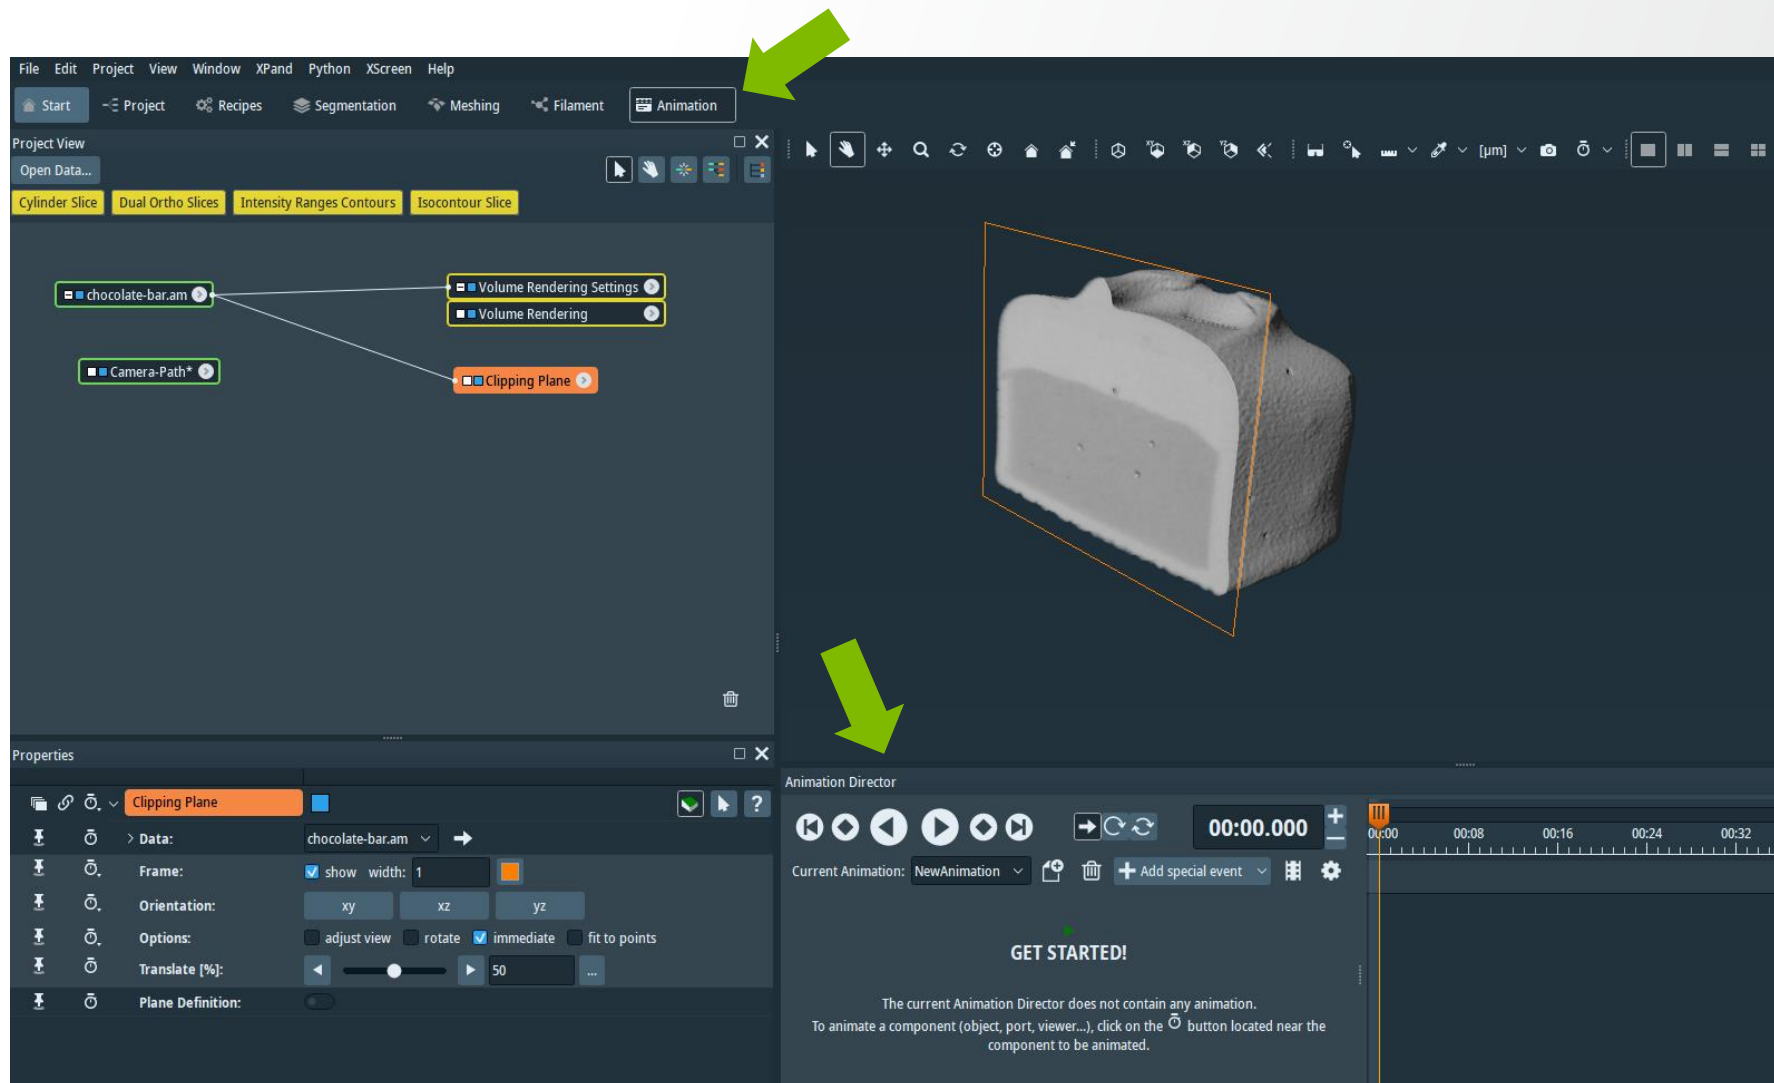 File Edit Project View Window XPand Python XScreen Help
Start Project Recipes Segmentation Meshing Filament Animation
Project View
Open Data...
Cylinder Slice Dual Ortho Slices Intensity Ranges Contours Isocontour Slice
chocolate-bar.am
Volume Rendering Settings
Volume Rendering
Camera-Path*
Clipping Plane
[µm]
Properties
Clipping Plane
?
Data: chocolate-bar.am
Frame: show width: 1
Orientation: xy xz yz
Options: adjust view rotate immediate fit to points
Translate [%]: 50 ...
Plane Definition:
Animation Director
00:00.000
00:00 00:08 00:16 00:24 00:32
Current Animation: NewAnimation Add special event
GET STARTED!
The current Animation Director does not contain any animation.
To animate a component (object, port, viewer...), click on the button located near the
component to be animated.